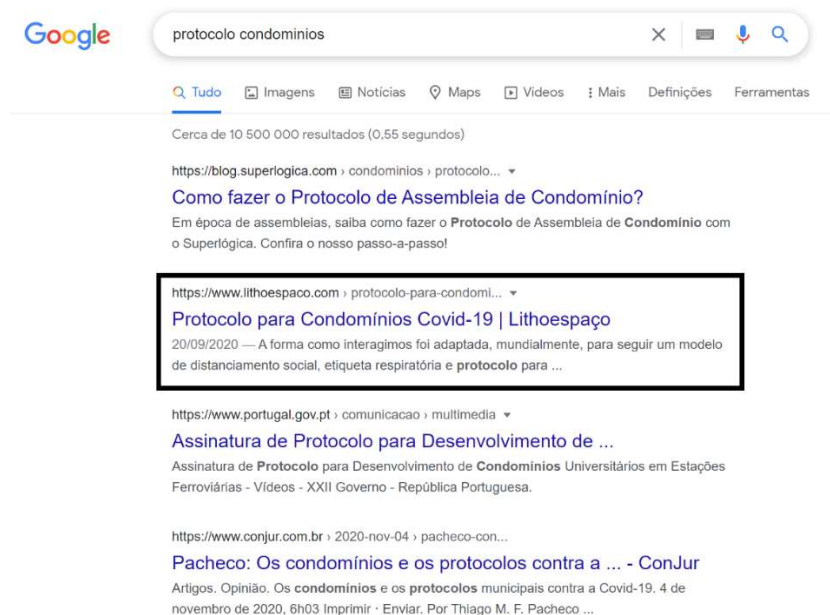 Google
protocolo condominios
Tudo Imagens Notícias Maps Vídeos Mais Definições Ferramentas
Cerca de 10 500 000 resultados (0,55 segundos)
https://blog.superlogica.com › condominios › protocolo...
Como fazer o Protocolo de Assembleia de Condomínio?
Em época de assembleias, saiba como fazer o Protocolo de Assembleia de Condomínio com
o Superlógica. Confira o nosso passo-a-passo!
https://www.lithoespaco.com › protocolo-para-condomi...
Protocolo para Condomínios Covid-19 | Lithoespaço
20/09/2020 — A forma como interagimos foi adaptada, mundialmente, para seguir um modelo
de distanciamento social, etiqueta respiratória e protocolo para ...
https://www.portugal.gov.pt › comunicacao › multimedia
Assinatura de Protocolo para Desenvolvimento de ...
Assinatura de Protocolo para Desenvolvimento de Condomínios Universitários em Estações
Ferroviárias - Vídeos - XXII Governo - República Portuguesa.
https://www.conjur.com.br › 2020-nov-04 › pacheco-con...
Pacheco: Os condomínios e os protocolos contra a ... - ConJur
Artigos. Opinião. Os condomínios e os protocolos municipais contra a Covid-19. 4 de
novembro de 2020, 6h03 Imprimir · Enviar. Por Thiago M. F. Pacheco ...